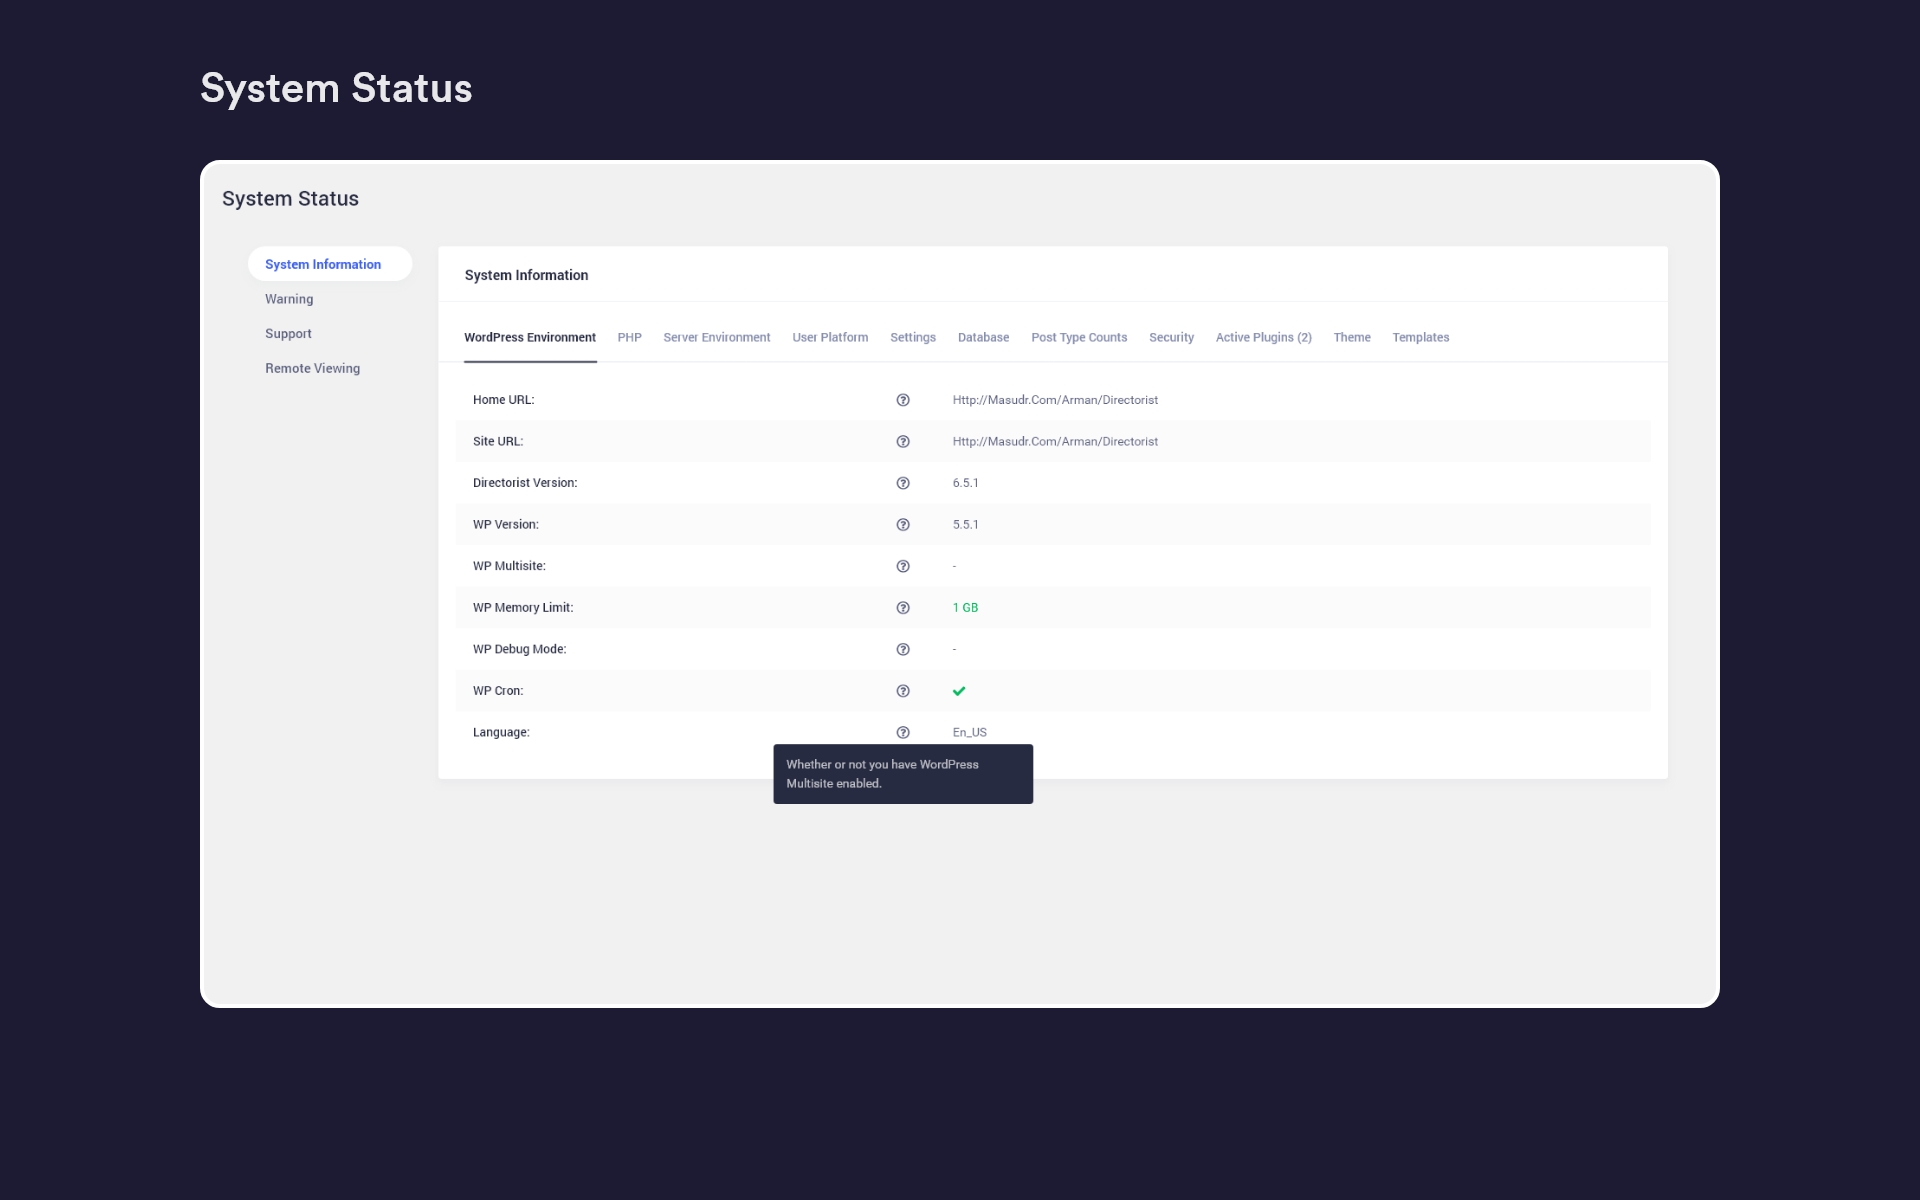 System Status
System Status
System Information
Warning
Support
Remote Viewing
System Information
WordPress Environment PHP Server Environment User Platform Settings Database Post Type Counts Security Active Plugins (2) Theme Templates
Home URL: Http://Masudr.Com/Arman/Directorist
Site URL: Http://Masudr.Com/Arman/Directorist
Directorist Version: 6.5.1
WP Version: 5.5.1
WP Multisite: -
WP Memory Limit: 1 GB
WP Debug Mode: -
WP Cron: ✔
Language: En_US
Whether or not you have WordPress
Multisite enabled.